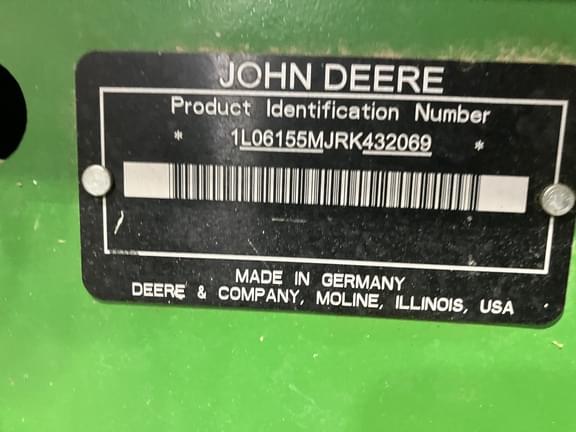 JOHN DEERE
Product Identification Number
* 1L06155MJRK432069 *
MADE IN GERMANY
DEERE & COMPANY, MOLINE, ILLINOIS, USA